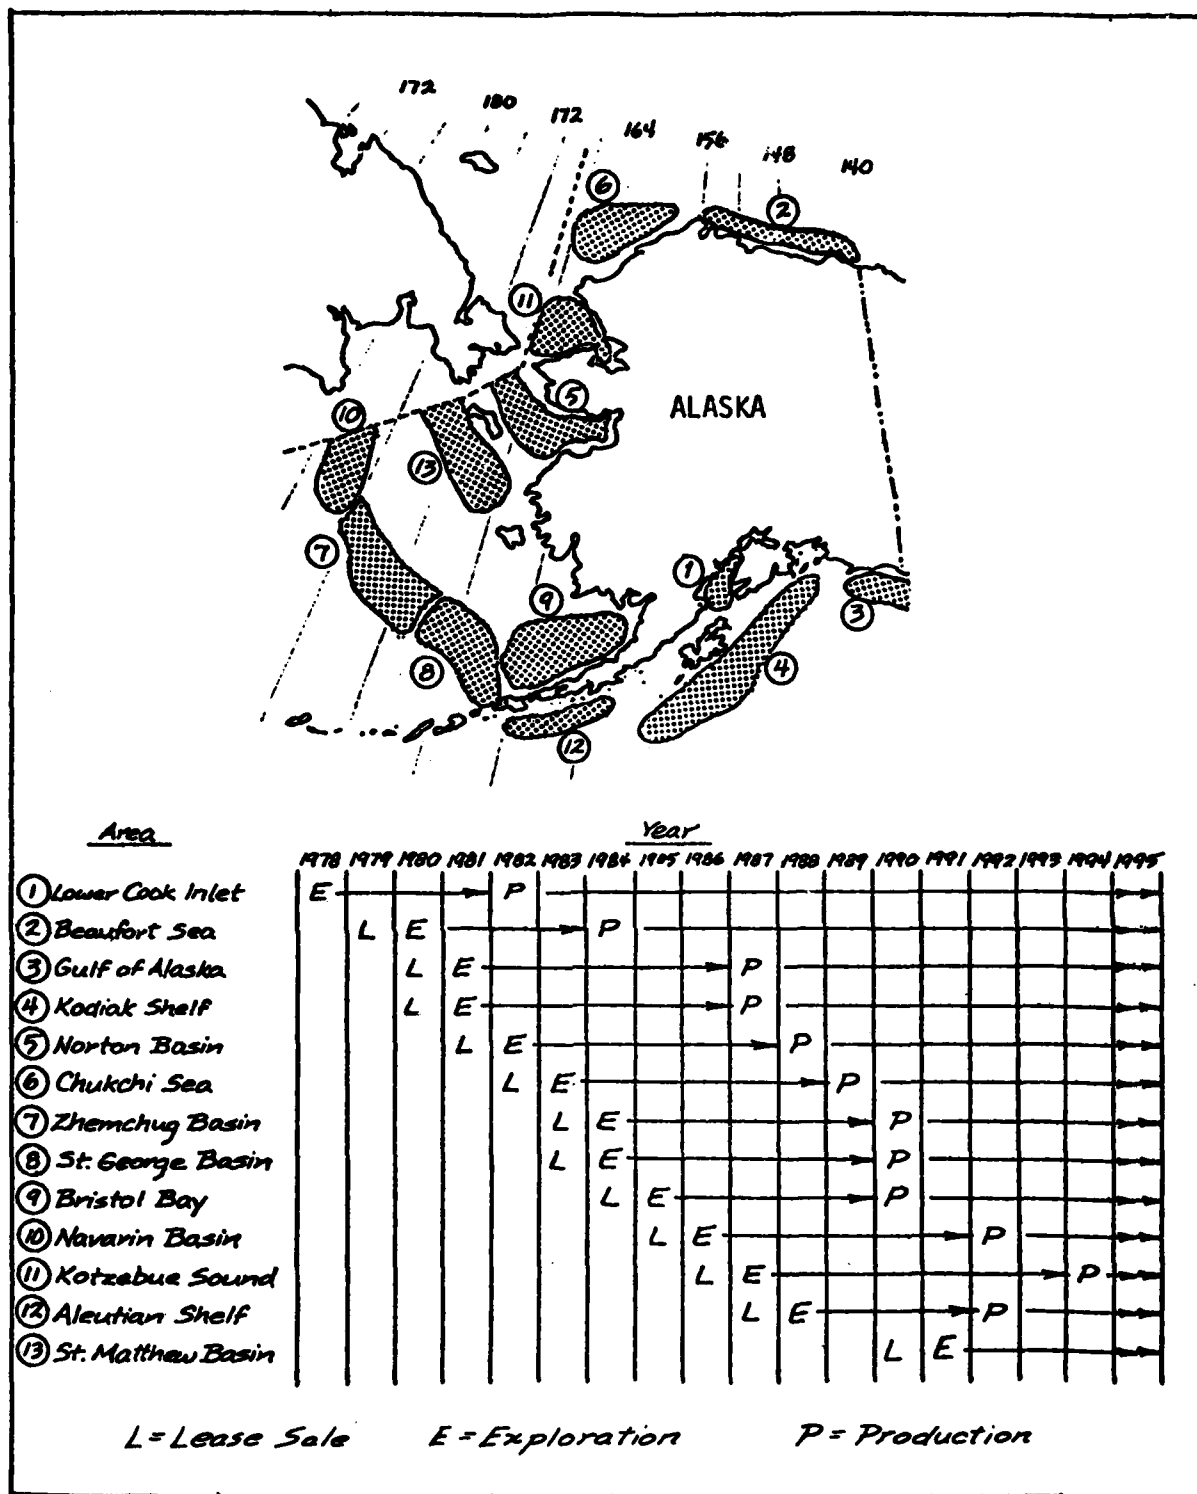 172 180 172 164 156 148 140
6
2
11
5
ALASKA
10
13
7
1
9
3
8
4
12
Area Year
1978 1979 1980 1981 1982 1983 1984 1985 1986 1987 1988 1989 1990 1991 1992 1993 1994 1995
1 Lower Cook Inlet E P
2 Beaufort Sea L E P
3 Gulf of Alaska L E P
4 Kodiak Shelf L E P
5 Norton Basin L E P
6 Chukchi Sea L E P
7 Zhemchug Basin L E P
8 St. George Basin L E P
9 Bristol Bay L E P
10 Navarin Basin L E P
11 Kotzebue Sound L E P
12 Aleutian Shelf L E P
13 St. Matthew Basin L E
L = Lease Sale E = Exploration P = Production